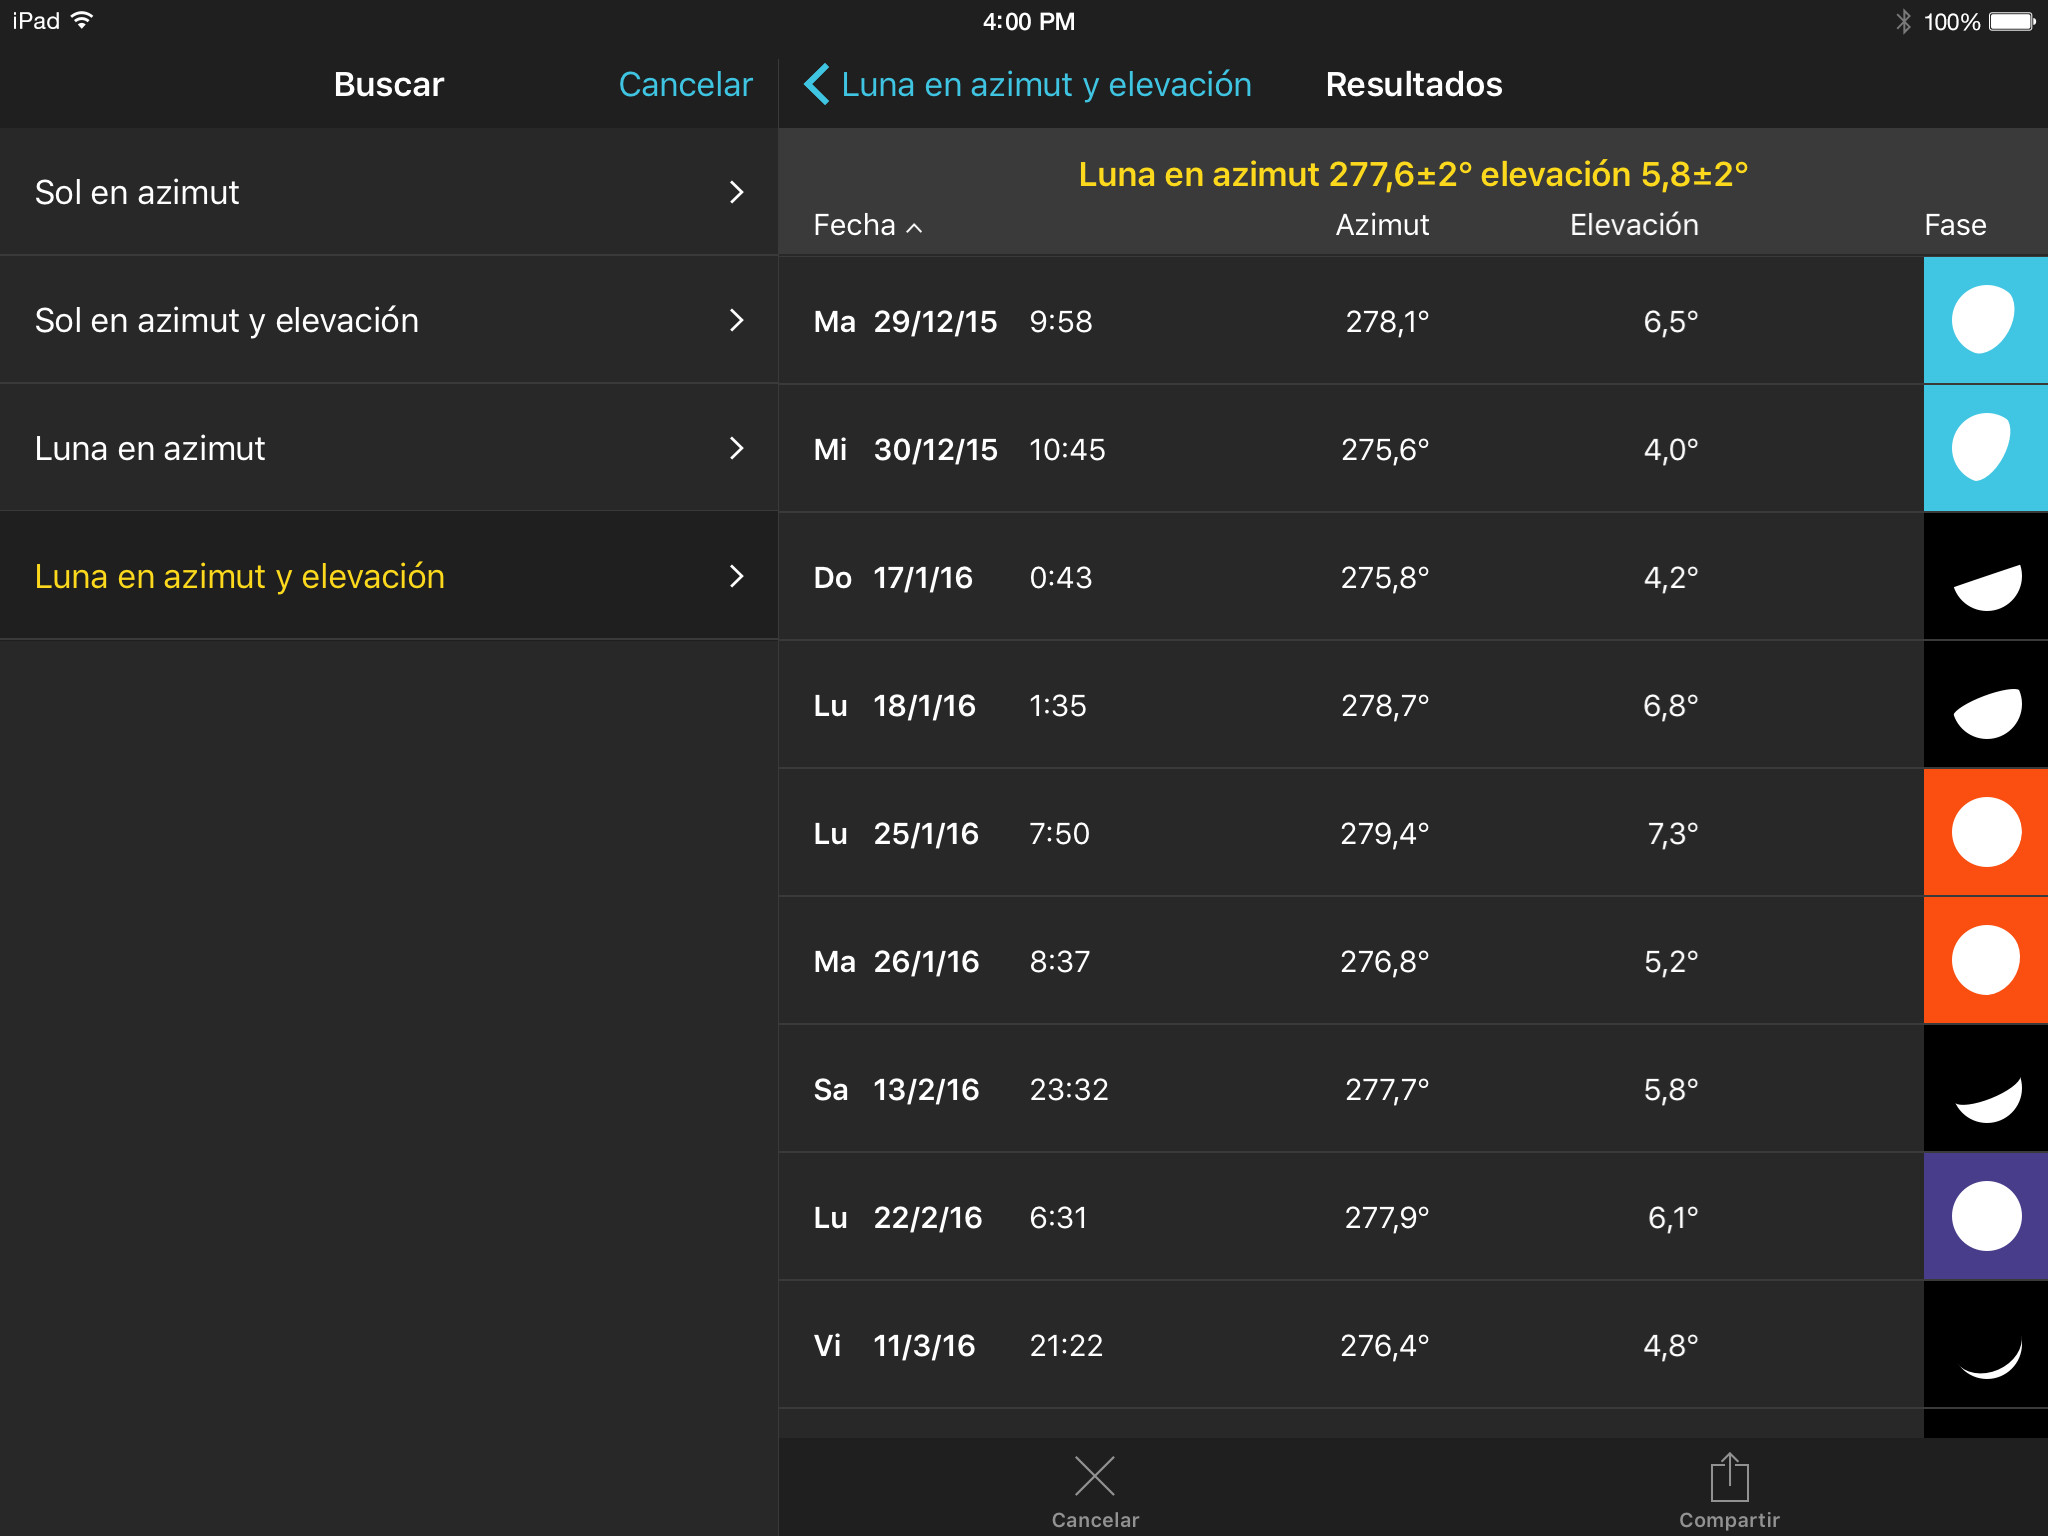 iPad 4:00 PM 100%
Buscar Cancelar
Luna en azimut y elevación Resultados
Sol en azimut
Sol en azimut y elevación
Luna en azimut
Luna en azimut y elevación
Luna en azimut 277,6±2° elevación 5,8±2°
Fecha Azimut Elevación Fase
Ma 29/12/15 9:58 278,1° 6,5°
Mi 30/12/15 10:45 275,6° 4,0°
Do 17/1/16 0:43 275,8° 4,2°
Lu 18/1/16 1:35 278,7° 6,8°
Lu 25/1/16 7:50 279,4° 7,3°
Ma 26/1/16 8:37 276,8° 5,2°
Sa 13/2/16 23:32 277,7° 5,8°
Lu 22/2/16 6:31 277,9° 6,1°
Vi 11/3/16 21:22 276,4° 4,8°
Cancelar Compartir